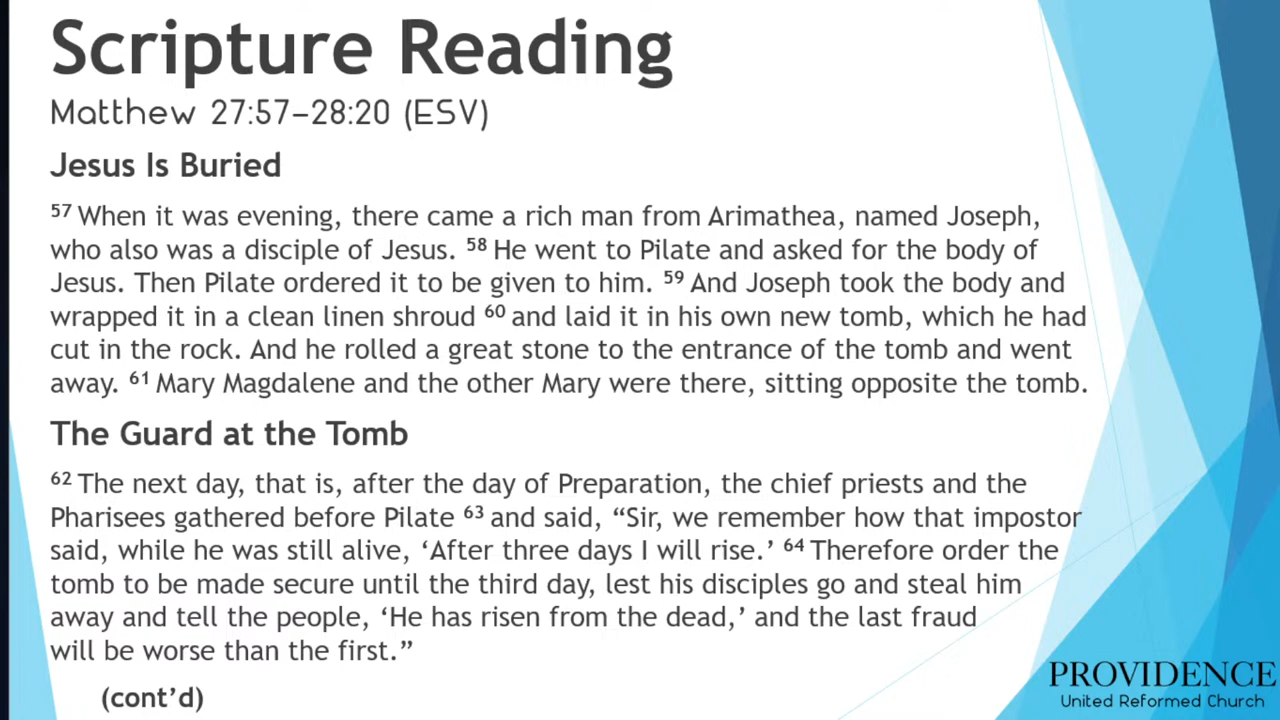 Scripture Reading
Matthew 27:57–28:20 (ESV)
Jesus Is Buried
57 When it was evening, there came a rich man from Arimathea, named Joseph,
who also was a disciple of Jesus. 58 He went to Pilate and asked for the body of
Jesus. Then Pilate ordered it to be given to him. 59 And Joseph took the body and
wrapped it in a clean linen shroud 60 and laid it in his own new tomb, which he had
cut in the rock. And he rolled a great stone to the entrance of the tomb and went
away. 61 Mary Magdalene and the other Mary were there, sitting opposite the tomb.
The Guard at the Tomb
62 The next day, that is, after the day of Preparation, the chief priests and the
Pharisees gathered before Pilate 63 and said, “Sir, we remember how that impostor
said, while he was still alive, ‘After three days I will rise.’ 64 Therefore order the
tomb to be made secure until the third day, lest his disciples go and steal him
away and tell the people, ‘He has risen from the dead,’ and the last fraud
will be worse than the first.”
(cont’d)
PROVIDENCE
United Reformed Church